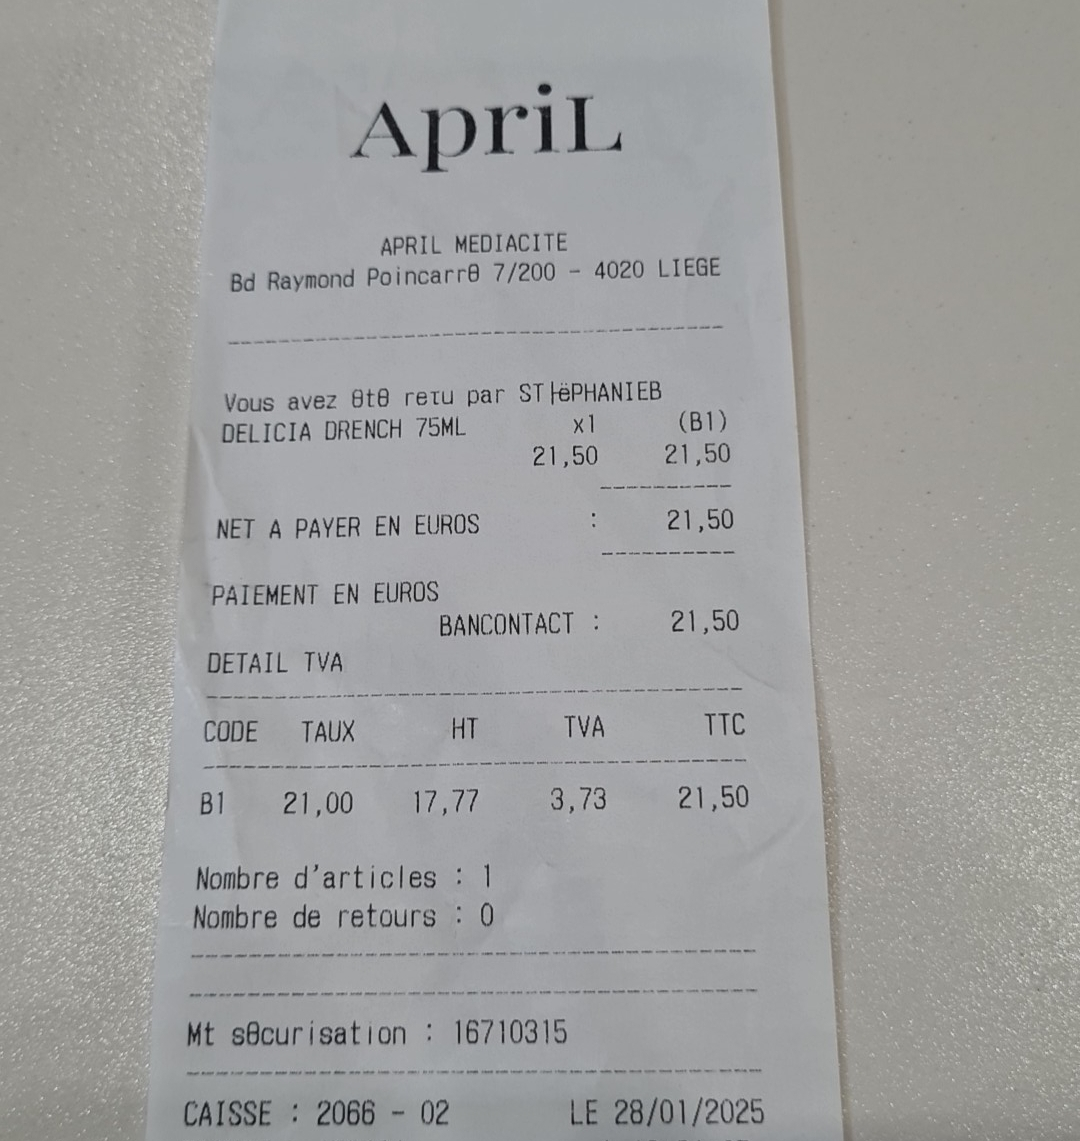 ApriL
APRIL MEDIACITE
Bd Raymond Poincarrθ 7/200 - 4020 LIEGE
Vous avez θtθ reτu par ST├ëPHANIEB
DELICIA DRENCH 75ML x1 (B1)
21,50 21,50
NET A PAYER EN EUROS : 21,50
PAIEMENT EN EUROS
BANCONTACT : 21,50
DETAIL TVA
CODE TAUX HT TVA TTC
B1 21,00 17,77 3,73 21,50
Nombre d'articles : 1
Nombre de retours : 0
Mt sθcurisation : 16710315
CAISSE : 2066 - 02 LE 28/01/2025